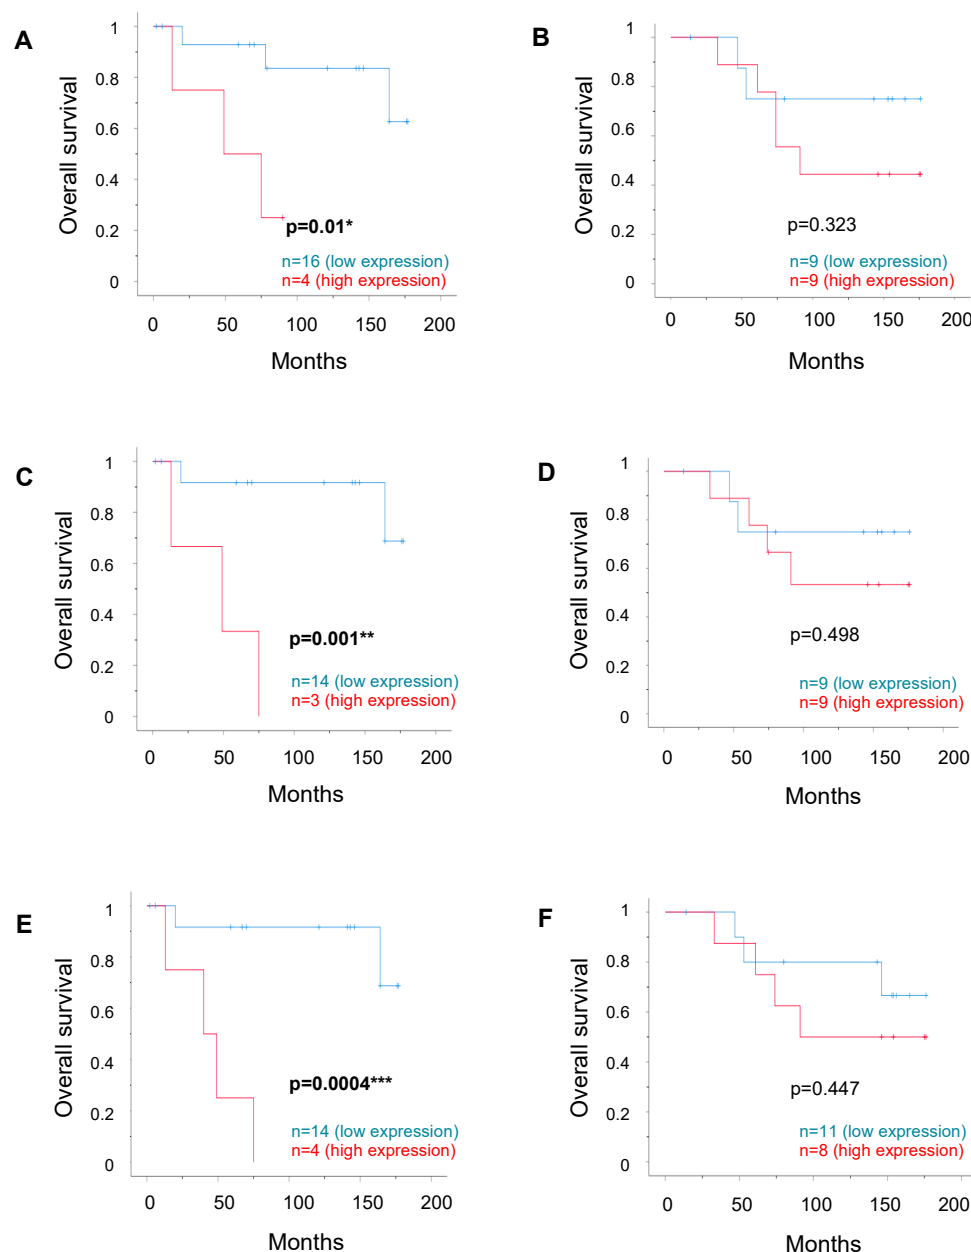 A
Overall survival
1
0.8
0.6
0.4
0.2
0
p=0.01*
n=16 (low expression)
n=4 (high expression)
0 50 100 150 200
Months
B
Overall survival
1
0.8
0.6
0.4
0.2
0
p=0.323
n=9 (low expression)
n=9 (high expression)
0 50 100 150 200
Months
C
Overall survival
1
0.8
0.6
0.4
0.2
0
p=0.001**
n=14 (low expression)
n=3 (high expression)
0 50 100 150 200
Months
D
Overall survival
1
0.8
0.6
0.4
0.2
0
p=0.498
n=9 (low expression)
n=9 (high expression)
0 50 100 150 200
Months
E
Overall survival
1
0.8
0.6
0.4
0.2
0
p=0.0004***
n=14 (low expression)
n=4 (high expression)
0 50 100 150 200
Months
F
Overall survival
1
0.8
0.6
0.4
0.2
0
p=0.447
n=11 (low expression)
n=8 (high expression)
0 50 100 150 200
Months